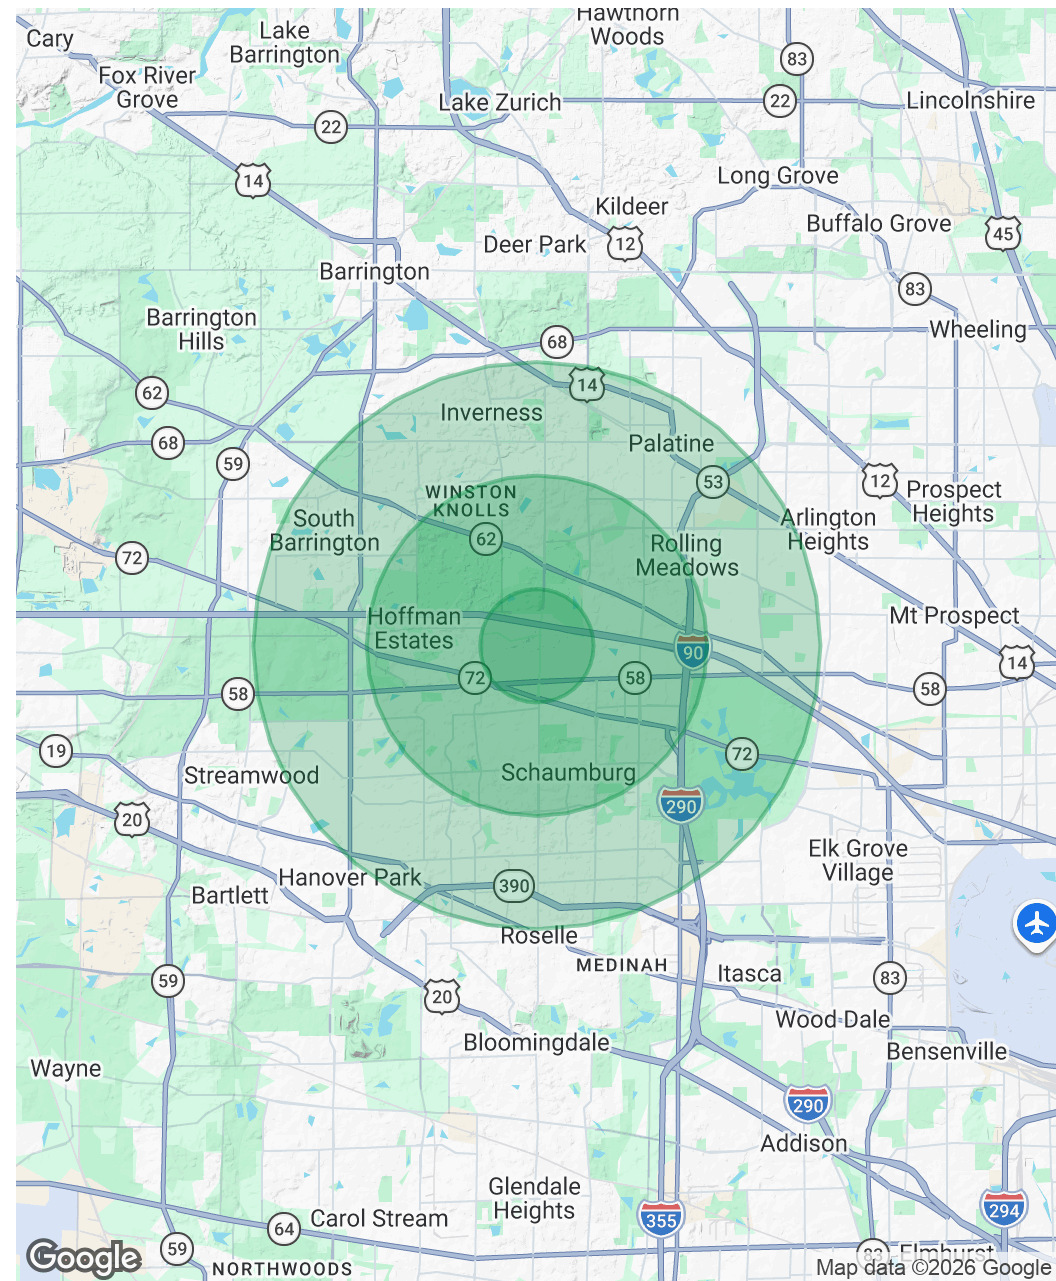 Hawthorn
Woods
Cary
Lake
Barrington
83
Fox River
Grove
Lake Zurich
22
Lincolnshire
22
14
Long Grove
Kildeer
Buffalo Grove
45
Deer Park
12
Barrington
83
Barrington
Hills
Wheeling
68
62
14
Inverness
68
Palatine
59
53
12
WINSTON
KNOLLS
Prospect
Heights
South
Barrington
Arlington
Heights
62
Rolling
Meadows
72
Hoffman
Estates
Mt Prospect
90
14
72
58
58
58
19
72
Streamwood
Schaumburg
290
20
Elk Grove
Village
Hanover Park
390
Bartlett
Roselle
MEDINAH
Itasca
59
83
20
Wood Dale
Bloomingdale
Bensenville
Wayne
290
Addison
Glendale
Heights
294
355
Carol Stream
64
59
83
Elmhurst
Google
NORTHWOODS
Map data ©2026 Google